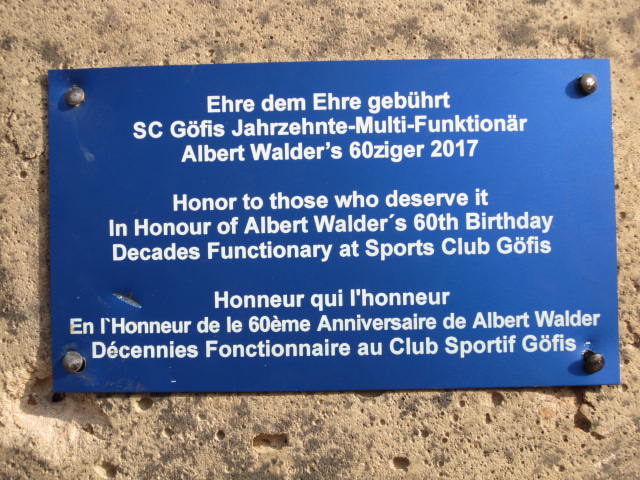 Ehre dem Ehre gebührt
SC Göfis Jahrzehnte-Multi-Funktionär
Albert Walder's 60ziger 2017
Honor to those who deserve it
In Honour of Albert Walder´s 60th Birthday
Decades Functionary at Sports Club Göfis
Honneur qui l'honneur
En l`Honneur de le 60ème Anniversaire de Albert Walder
Décennies Fonctionnaire au Club Sportif Göfis